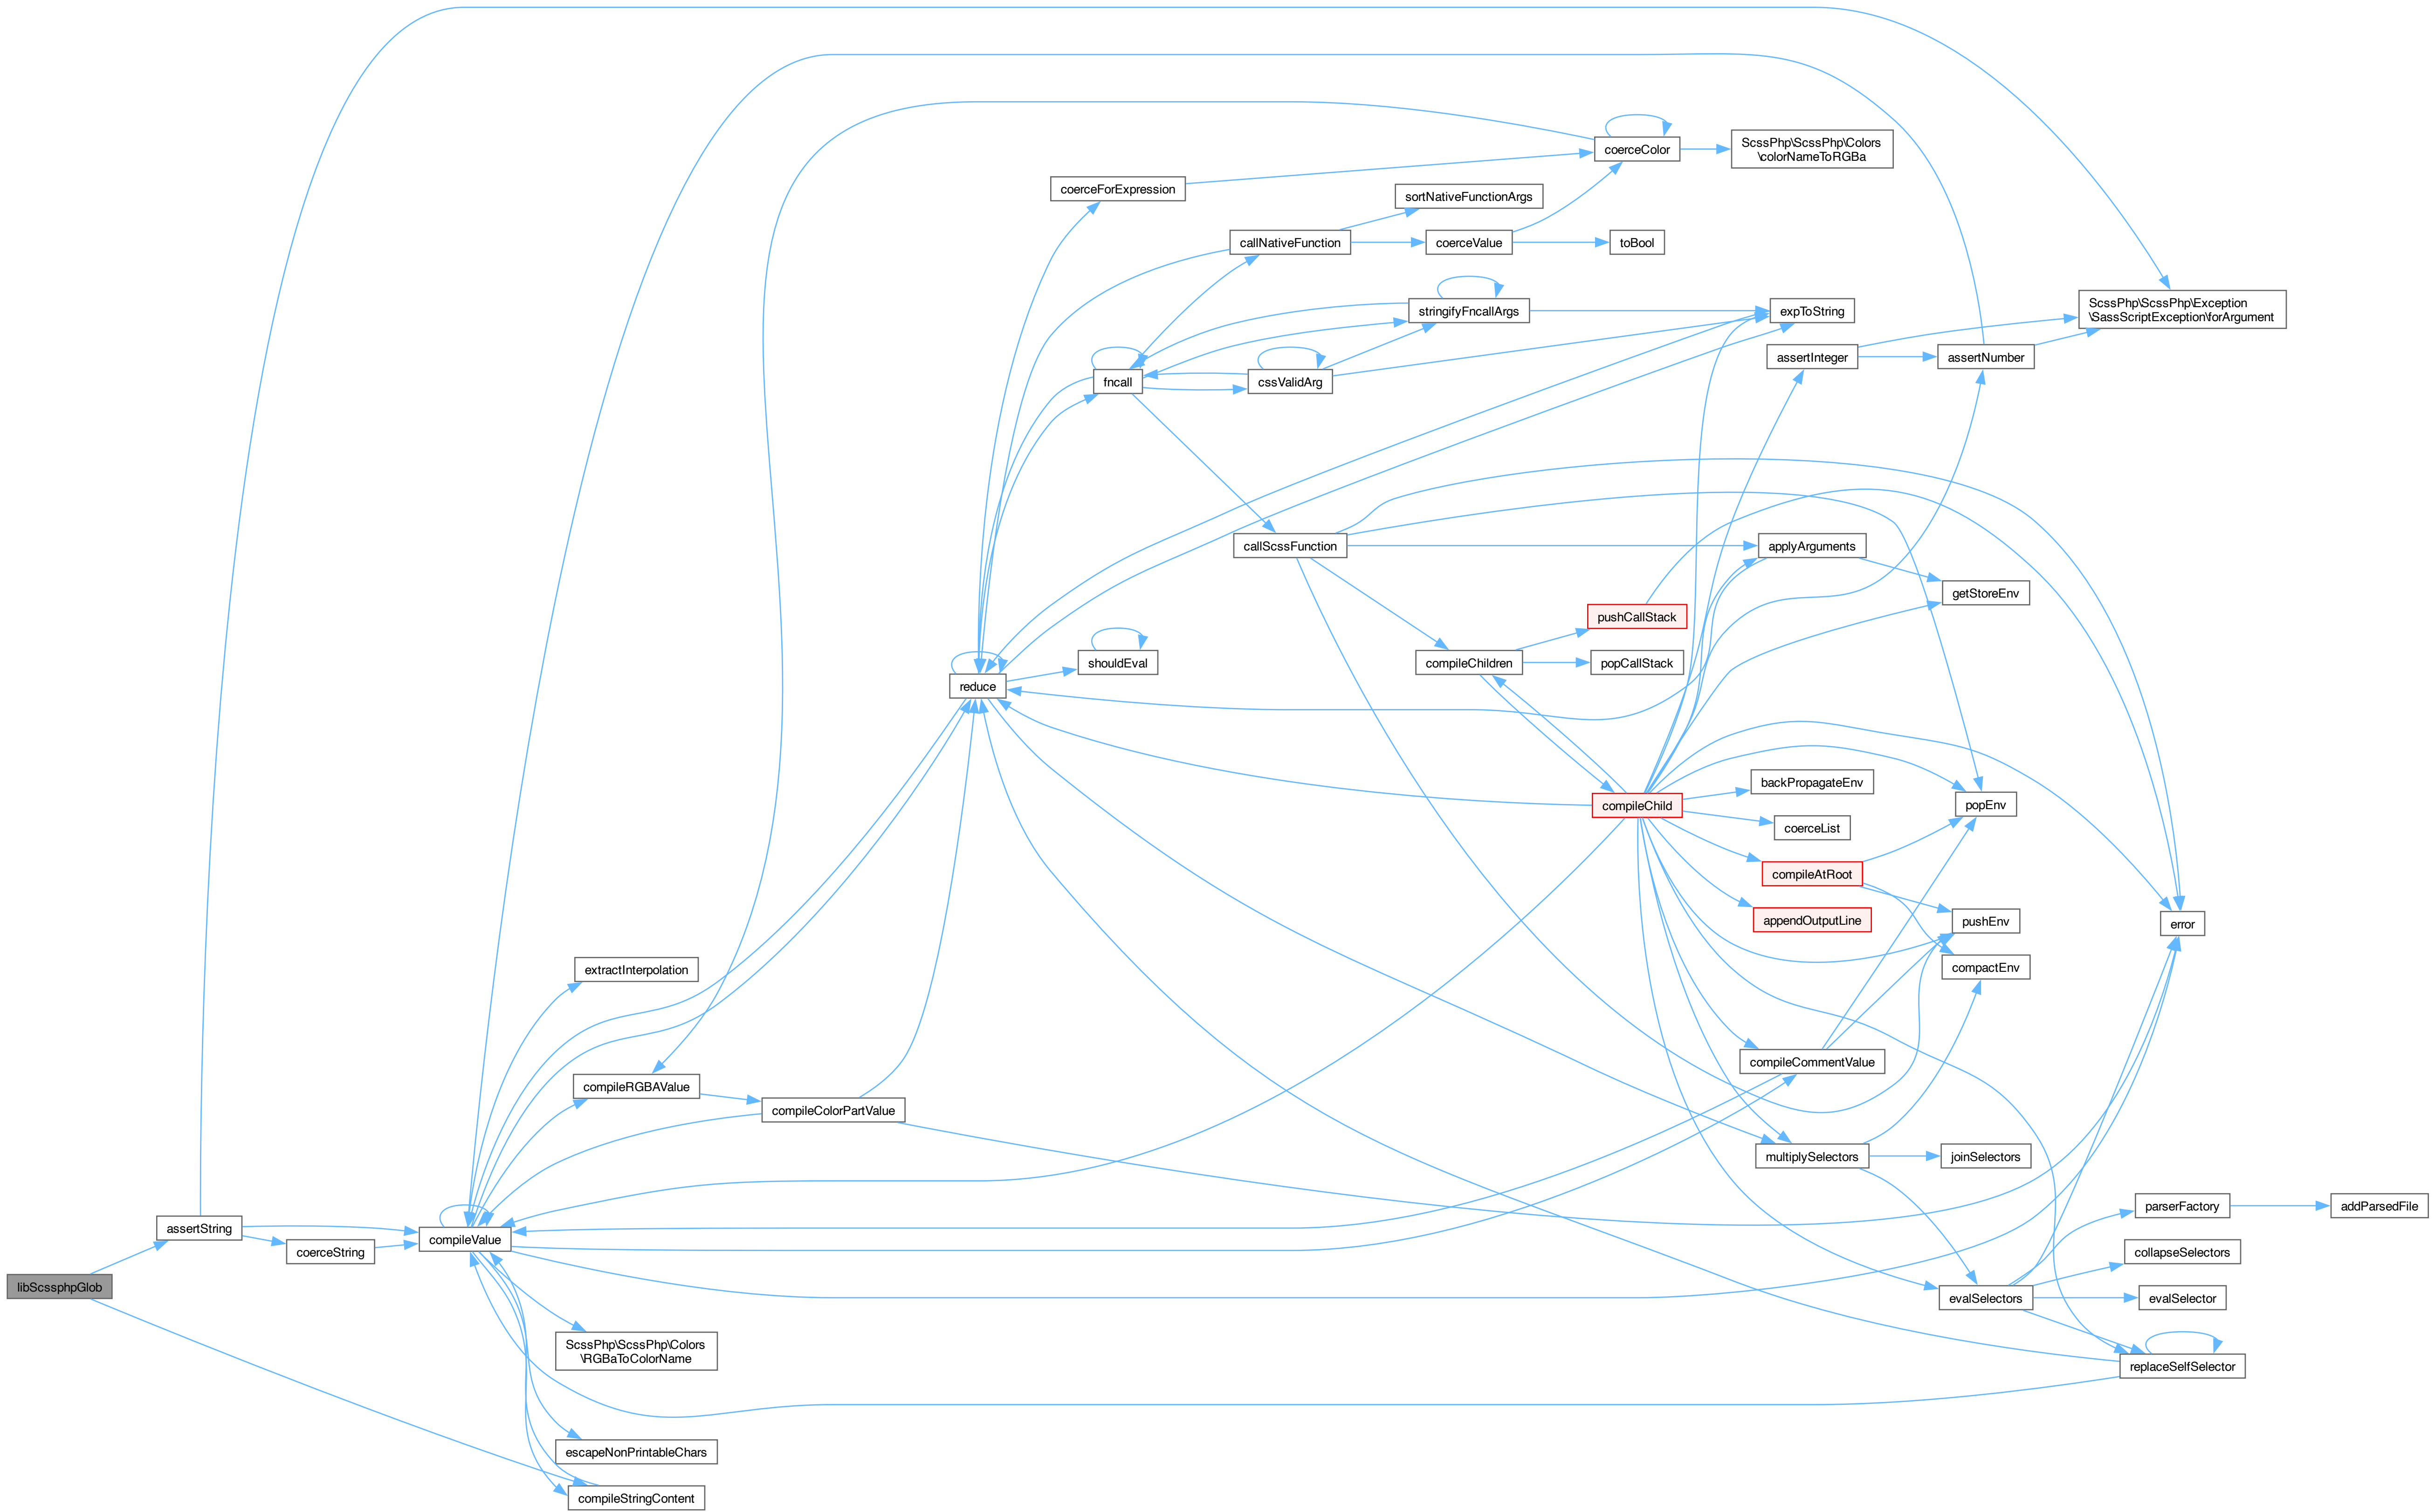 coerceColor
ScssPhp\ScssPhp\Colors
\colorNameToRGBa
coerceForExpression
sortNativeFunctionArgs
callNativeFunction
coerceValue
toBool
stringifyFncallArgs
expToString
ScssPhp\ScssPhp\Exception
\SassScriptException\forArgument
assertInteger
assertNumber
fncall
cssValidArg
callScssFunction
applyArguments
getStoreEnv
pushCallStack
shouldEval
compileChildren
popCallStack
reduce
backPropagateEnv
compileChild
popEnv
coerceList
compileAtRoot
appendOutputLine
pushEnv
error
extractInterpolation
compactEnv
compileCommentValue
compileRGBAValue
compileColorPartValue
multiplySelectors
joinSelectors
parserFactory
addParsedFile
assertString
compileValue
coerceString
collapseSelectors
libScssphpGlob
evalSelectors
evalSelector
ScssPhp\ScssPhp\Colors
\RGBaToColorName
replaceSelfSelector
escapeNonPrintableChars
compileStringContent